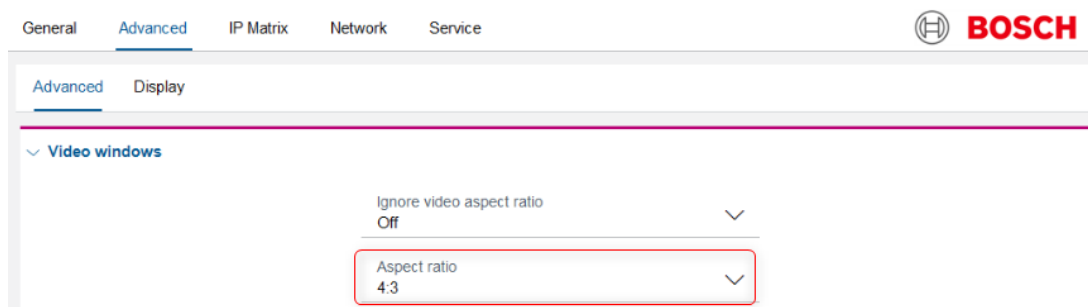 General Advanced IP Matrix Network Service BOSCH
Advanced Display
Video windows
Ignore video aspect ratio
Off
Aspect ratio
4:3